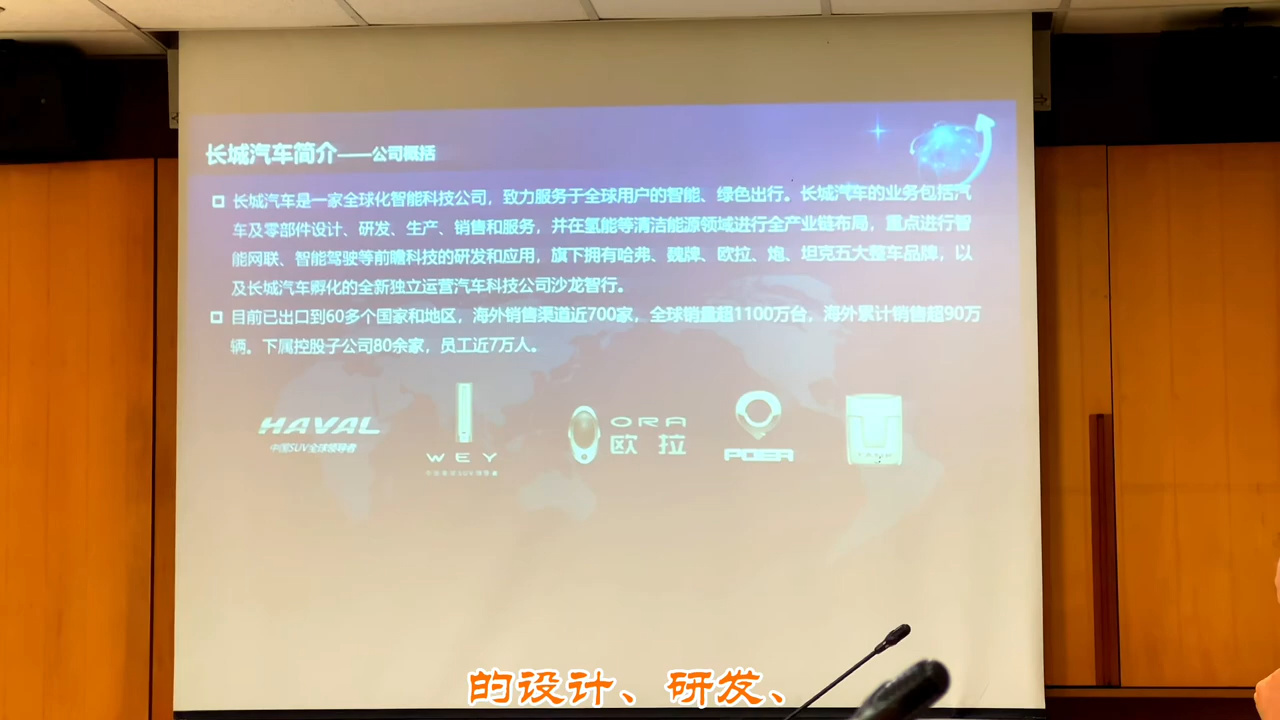 长城汽车简介——公司概括
长城汽车是一家全球化智能科技公司，致力服务于全球用户的智能、绿色出行。长城汽车的业务包括汽
车及零部件设计、研发、生产、销售和服务，并在氢能等清洁能源领域进行全产业链布局，重点进行智
能网联、智能驾驶等前瞻科技的研发和应用，旗下拥有哈弗、魏牌、欧拉、炮、坦克五大整车品牌，以
及长城汽车孵化的全新独立运营汽车科技公司沙龙智行。
目前已出口到60多个国家和地区，海外销售渠道近700家，全球销量超1100万台，海外累计销售超90万
辆。下属控股子公司80余家，员工近7万人。
HAVAL
中国SUV全球领导者
WEY
ORA
欧拉
POER
的设计、研发、